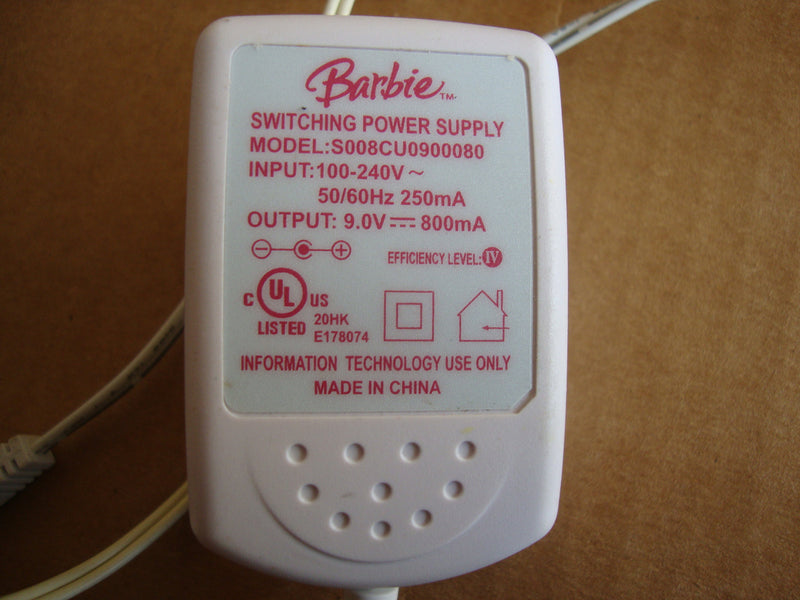 Barbie™
SWITCHING POWER SUPPLY
MODEL:S008CU0900080
INPUT:100-240V~
50/60Hz 250mA
OUTPUT: 9.0V⎓800mA
EFFICIENCY LEVEL:IV
C UL US
LISTED
20HK
E178074
INFORMATION TECHNOLOGY USE ONLY
MADE IN CHINA